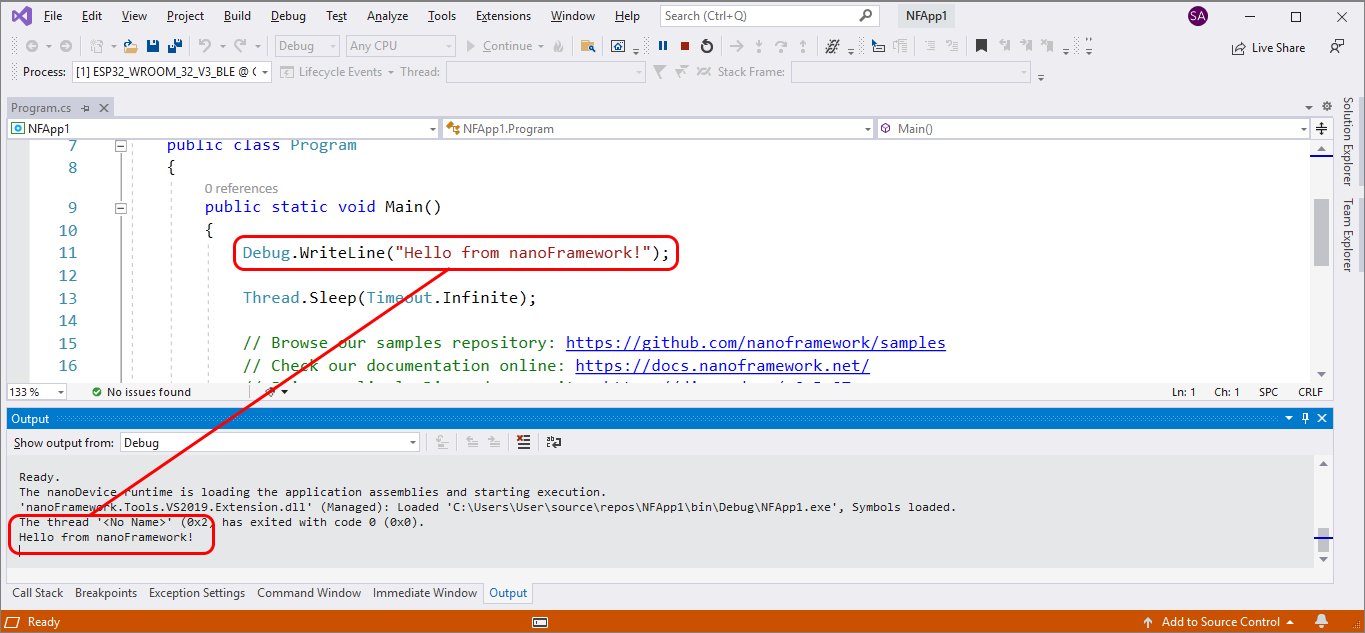 File Edit View Project Build Debug Test Analyze Tools Extensions Window Help Search (Ctrl+Q) NFApp1 SA
Debug Any CPU Continue Live Share
Process: [1] ESP32_WROOM_32_V3_BLE @ Lifecycle Events Thread: Stack Frame:
Program.cs
NFApp1 NFApp1.Program Main()
7 public class Program
8 {
0 references
9 public static void Main()
10 {
11 Debug.WriteLine("Hello from nanoFramework!");
12
13 Thread.Sleep(Timeout.Infinite);
14
15 // Browse our samples repository: https://github.com/nanoframework/samples
16 // Check our documentation online: https://docs.nanoframework.net/
133 % No issues found Ln: 1 Ch: 1 SPC CRLF
Solution Explorer
Team Explorer
Output
Show output from: Debug
Ready.
The nanoDevice runtime is loading the application assemblies and starting execution.
'nanoFramework.Tools.VS2019.Extension.dll' (Managed): Loaded 'C:\Users\User\source\repos\NFApp1\bin\Debug\NFApp1.exe', Symbols loaded.
The thread '<No Name>' (0x2) has exited with code 0 (0x0).
Hello from nanoFramework!
Call Stack Breakpoints Exception Settings Command Window Immediate Window Output
Ready Add to Source Control